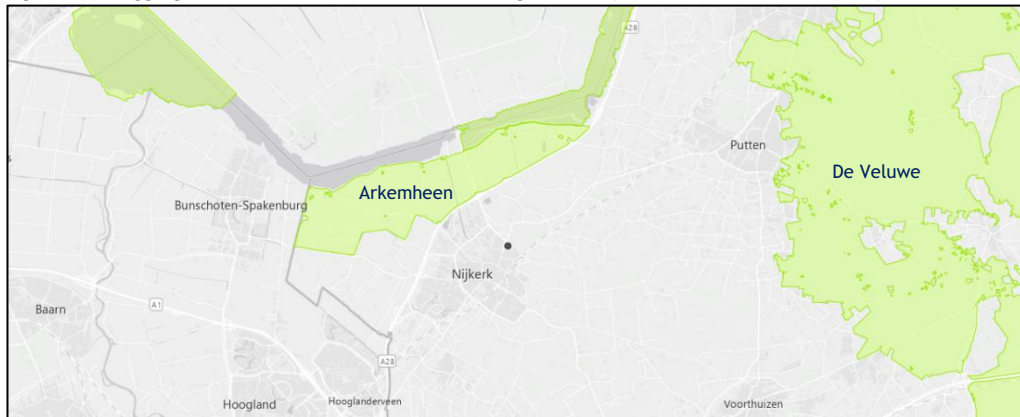 A28
Putten
De Veluwe
Arkemheen
Bunschoten-Spakenburg
Nijkerk
A1
Baarn
A28
Hoogland
Hooglanderveen
Voorthuizen